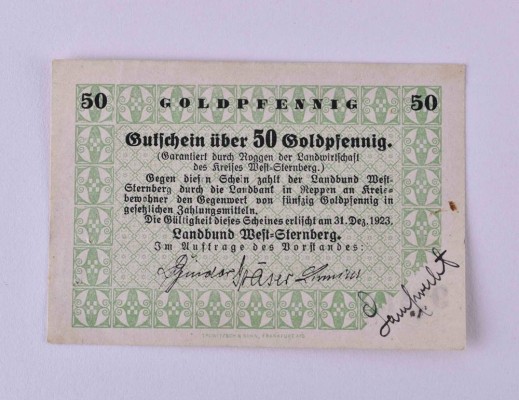 50 GOLDPFENNIG 50
Gutschein über 50 Goldpfennig.
(Garantiert durch Roggen der Landwirtschaft
des Kreises West-Sternberg.)
Gegen diesen Schein zahlt der Landbund West-
Sternberg durch die Landbank in Reppen an Kreis-
bewohner den Gegenwert von fünfzig Goldpfennig in
gesetzlichen Zahlungsmitteln.
Die Gültigkeit dieses Scheines erlischt am 31. Dez. 1923.
Landbund West-Sternberg.
Im Auftrage des Vorstandes: